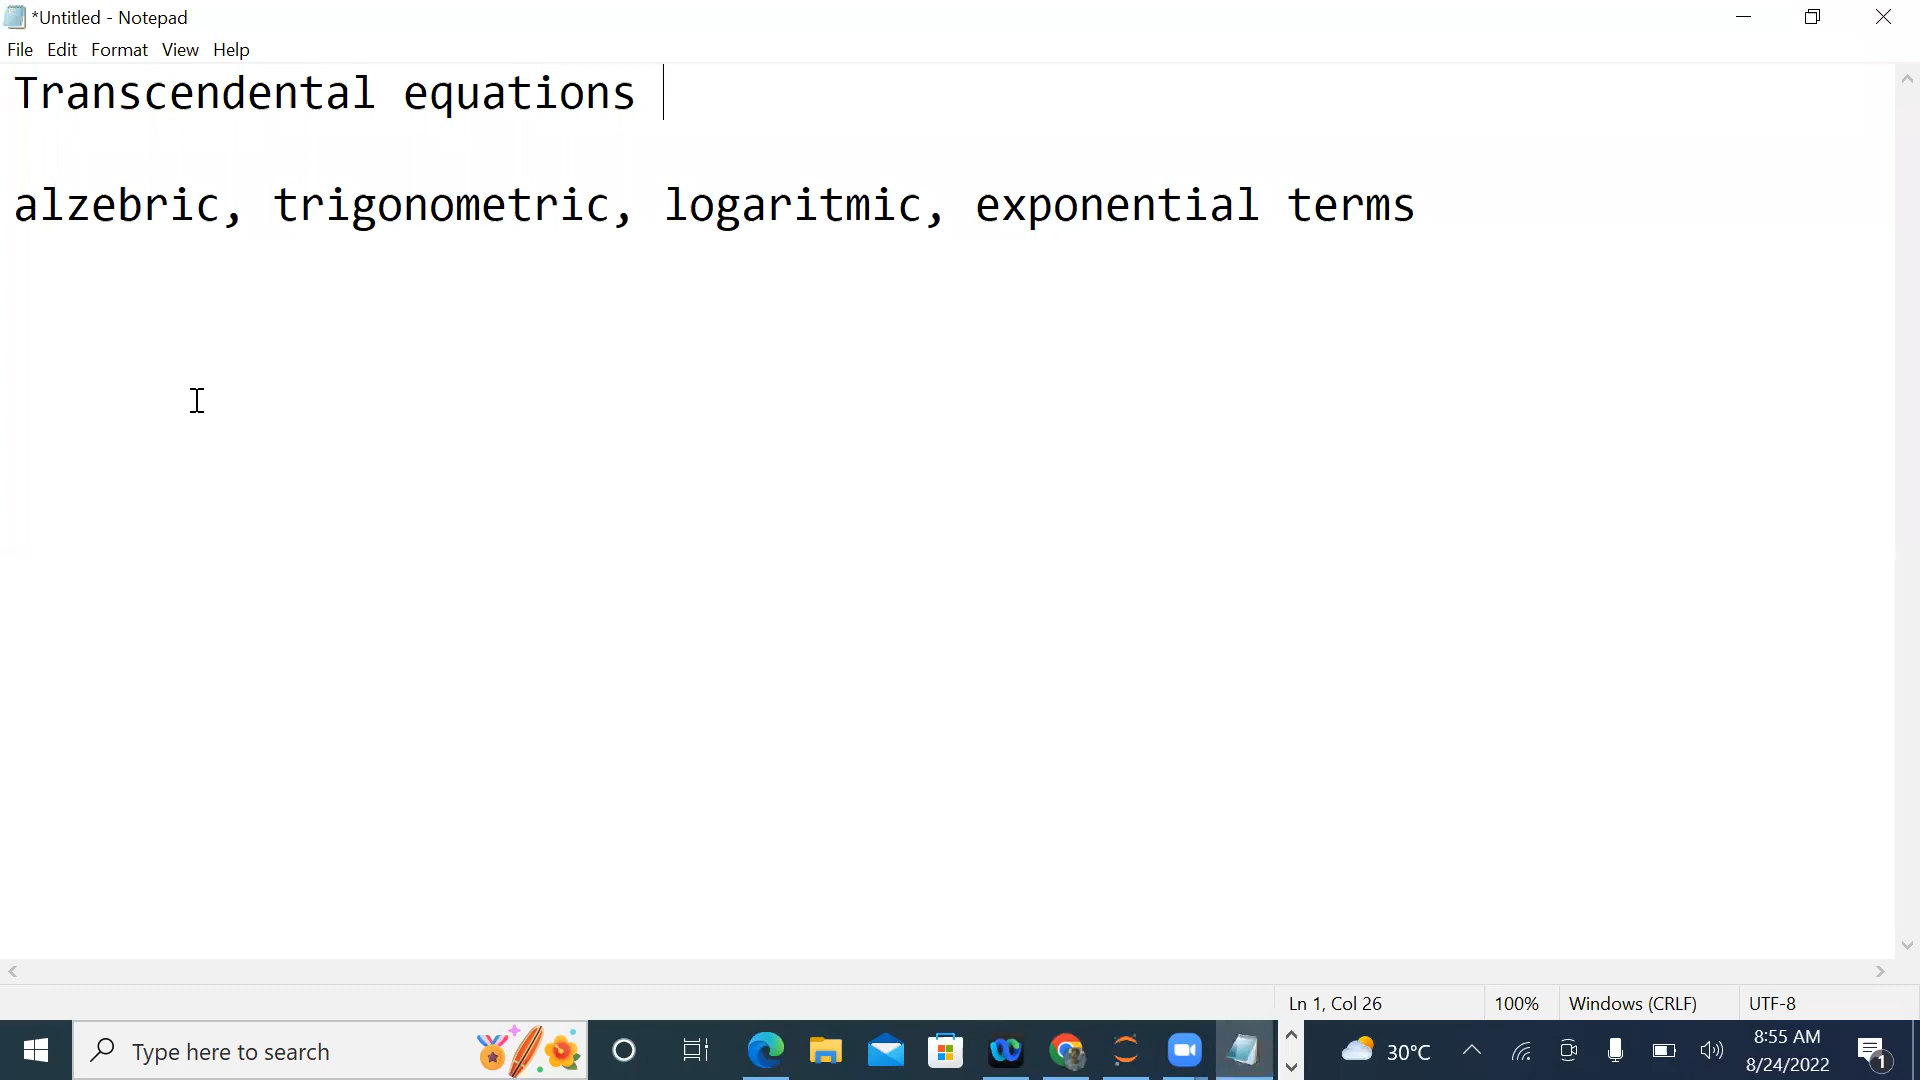 *Untitled - Notepad
File Edit Format View Help
Transcendental equations
alzebric, trigonometric, logaritmic, exponential terms
Ln 1, Col 26 100% Windows (CRLF) UTF-8
Type here to search
30°C
8:55 AM
8/24/2022
1